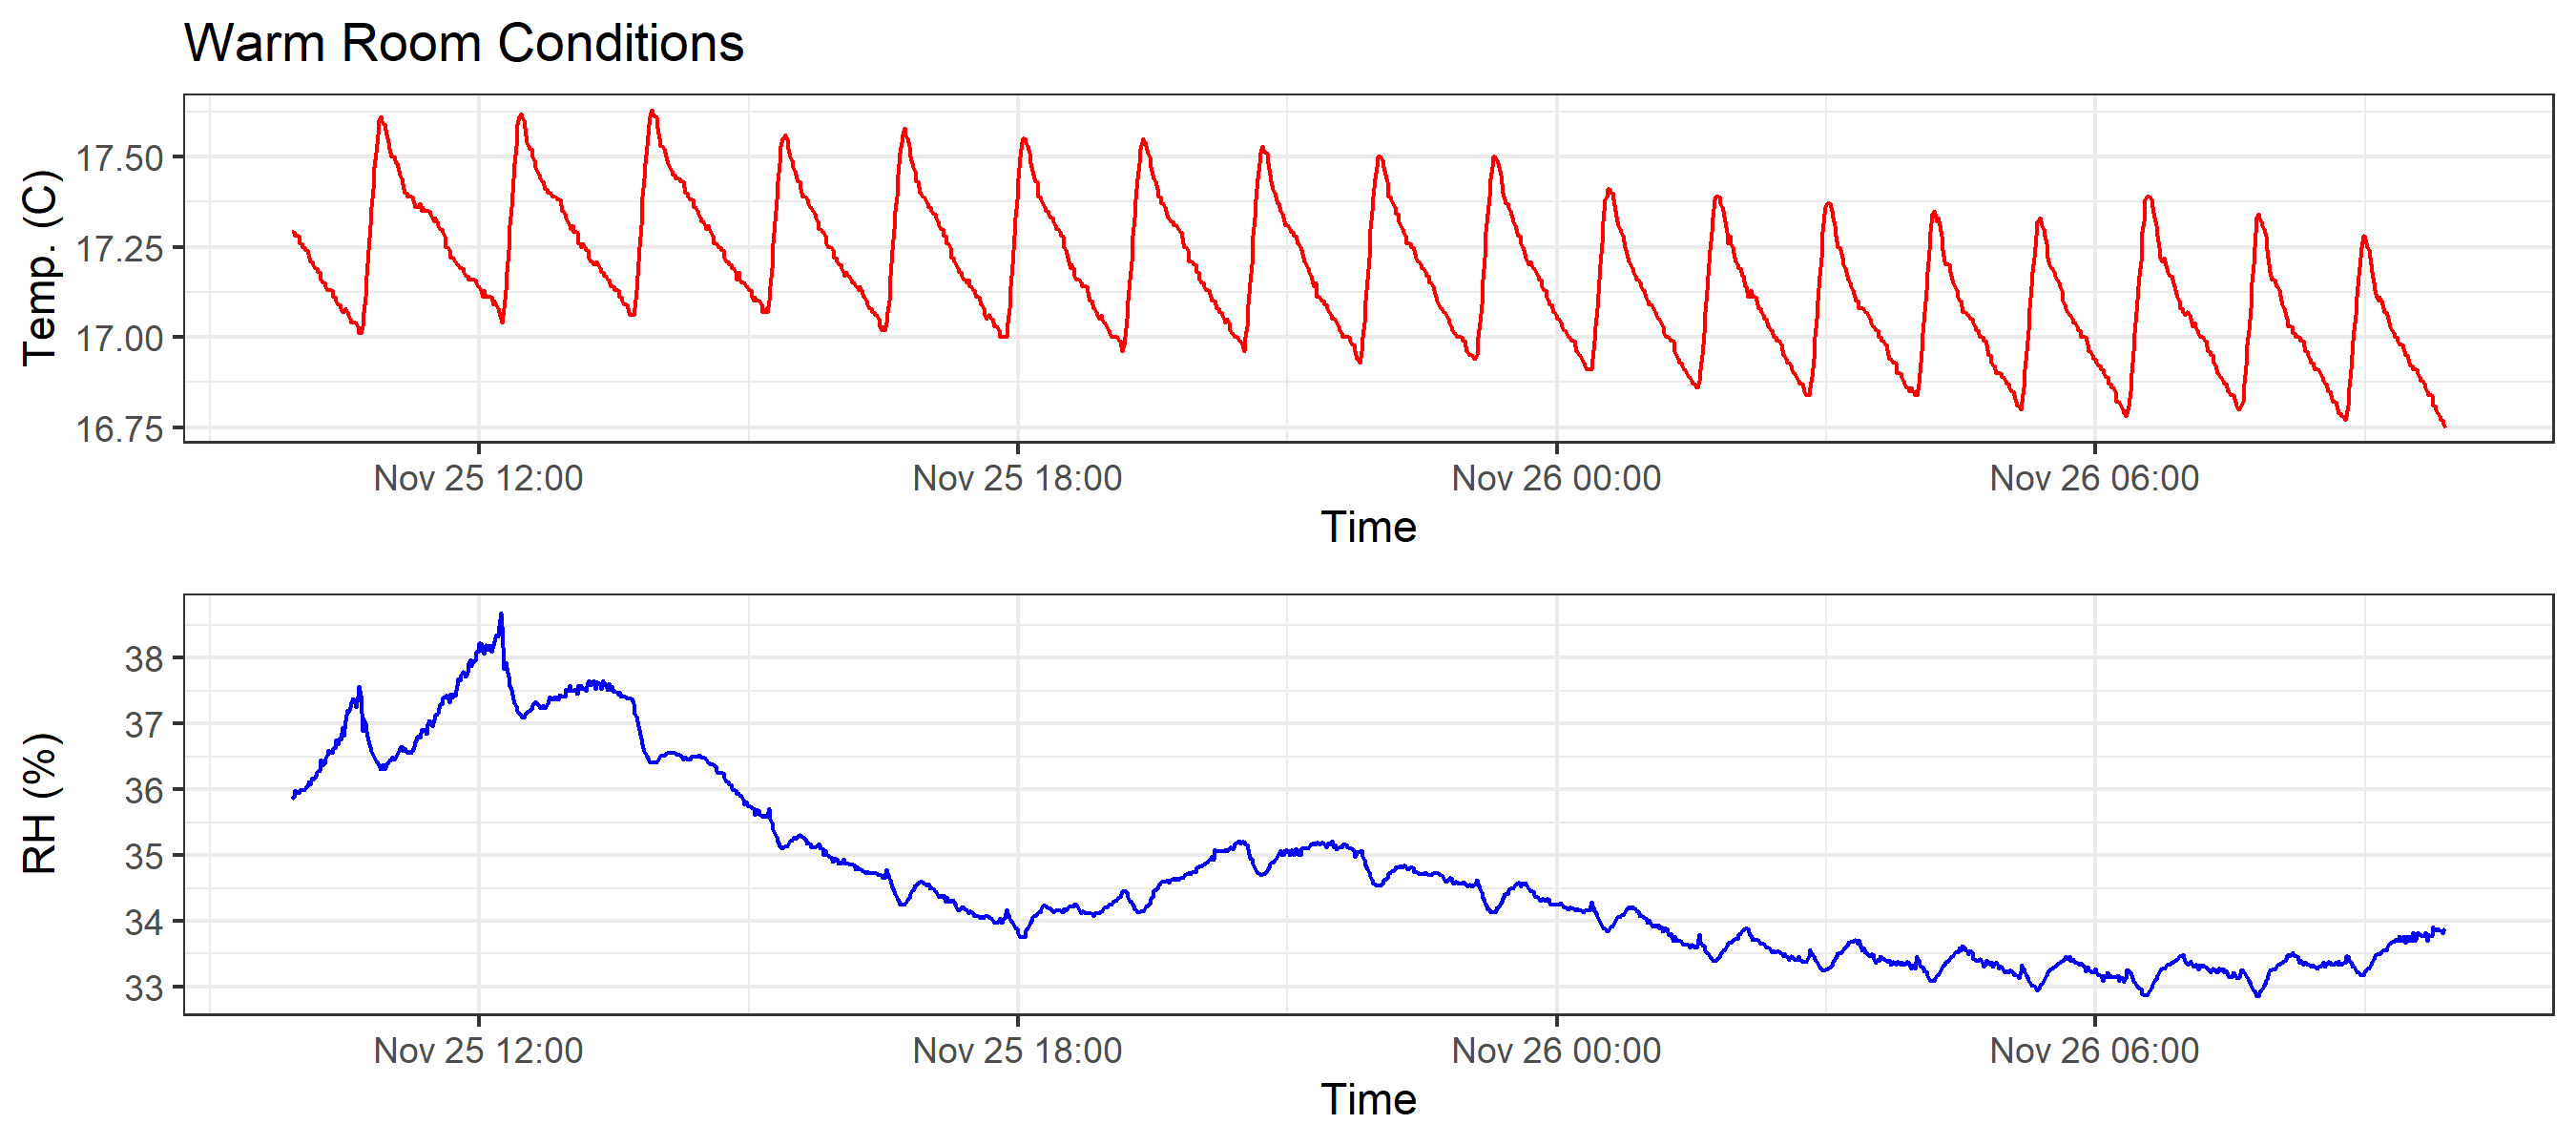 Warm Room Conditions
Temp. (C)
17.50
17.25
17.00
16.75
Nov 25 12:00 Nov 25 18:00 Nov 26 00:00 Nov 26 06:00
Time
RH (%)
38
37
36
35
34
33
Nov 25 12:00 Nov 25 18:00 Nov 26 00:00 Nov 26 06:00
Time